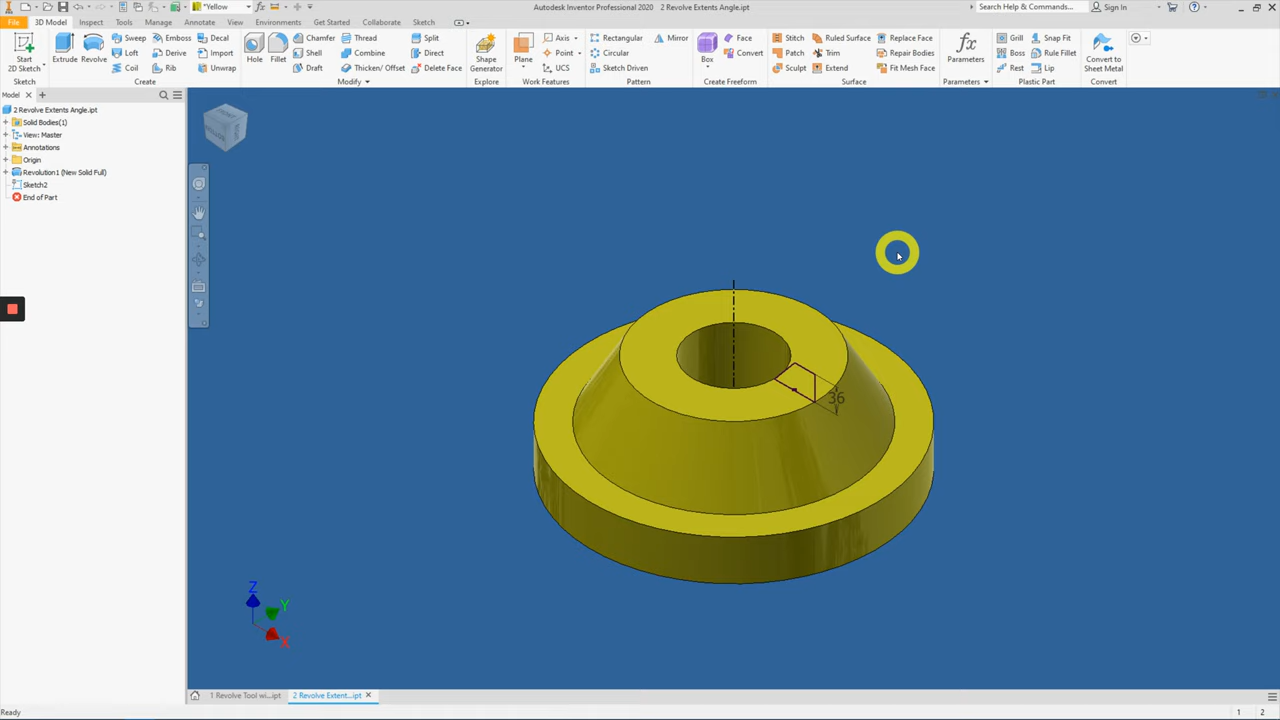 *Yellow
Autodesk Inventor Professional 2020 2 Revolve Extents Angle.ipt
Search Help & Commands...
Sign In
File 3D Model Inspect Tools Manage Annotate View Environments Get Started Collaborate Sketch
Start
2D Sketch
Sketch
Extrude
Revolve
Sweep
Loft
Coil
Emboss
Derive
Rib
Decal
Import
Unwrap
Create
Hole
Fillet
Chamfer
Shell
Draft
Thread
Combine
Thicken/ Offset
Split
Direct
Delete Face
Modify
Shape
Generator
Explore
Plane
Axis
Point
UCS
Work Features
Rectangular
Circular
Sketch Driven
Mirror
Pattern
Box
Face
Convert
Create Freeform
Stitch
Patch
Sculpt
Ruled Surface
Trim
Extend
Replace Face
Repair Bodies
Fit Mesh Face
Surface
fx
Parameters
Parameters
Grill
Boss
Rest
Snap Fit
Rule Fillet
Lip
Plastic Part
Convert to
Sheet Metal
Convert
Model
2 Revolve Extents Angle.ipt
Solid Bodies(1)
View: Master
Annotations
Origin
Revolution1 (New Solid Full)
Sketch2
End of Part
36
Z
Y
X
1 Revolve Tool wi...ipt
2 Revolve Extent...ipt
Ready
1 2